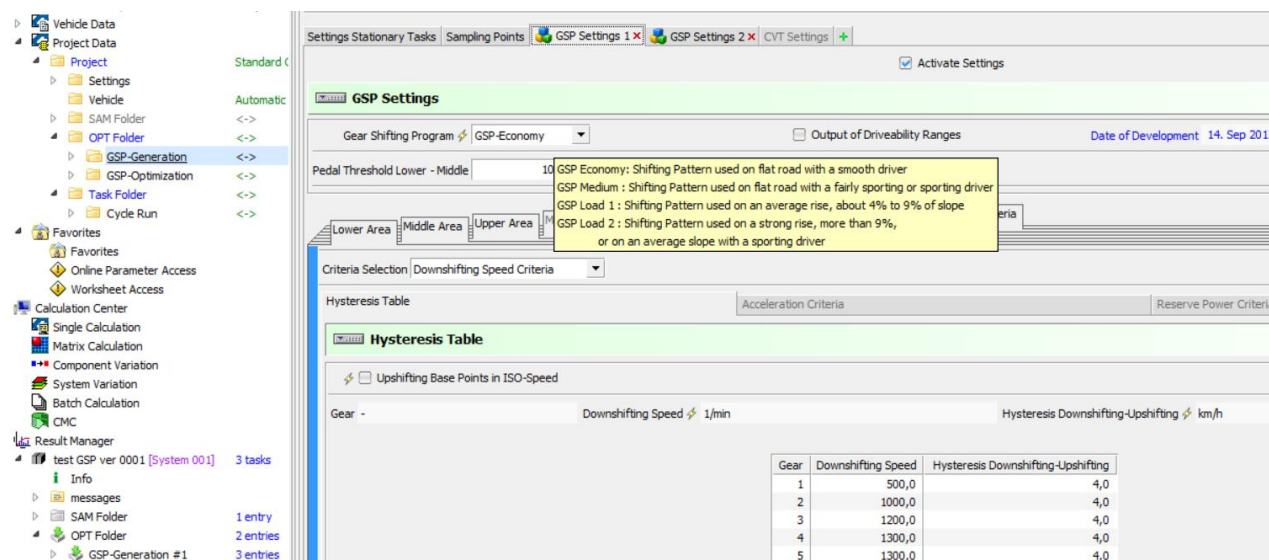 Vehicle Data
Project Data
Project Standard (
Settings
Vehicle Automatic
SAM Folder <->
OPT Folder <->
GSP-Generation <->
GSP-Optimization <->
Task Folder <->
Cycle Run <->
Favorites
Favorites
Online Parameter Access
Worksheet Access
Calculation Center
Single Calculation
Matrix Calculation
Component Variation
System Variation
Batch Calculation
CMC
Result Manager
test GSP ver 0001 [System 001] 3 tasks
Info
messages
SAM Folder 1 entry
OPT Folder 2 entries
GSP-Generation #1 3 entries
Settings Stationary Tasks Sampling Points GSP Settings 1 GSP Settings 2 CVT Settings
Activate Settings
GSP Settings
Gear Shifting Program GSP-Economy Output of Driveability Ranges Date of Development 14. Sep 201
Pedal Threshold Lower - Middle 10
GSP Economy: Shifting Pattern used on flat road with a smooth driver
GSP Medium : Shifting Pattern used on flat road with a fairly sporting or sporting driver
GSP Load 1 : Shifting Pattern used on an average rise, about 4% to 9% of slope
GSP Load 2 : Shifting Pattern used on a strong rise, more than 9%,
or on an average slope with a sporting driver
Lower Area Middle Area Upper Area M eria
Criteria Selection Downshifting Speed Criteria
Hysteresis Table Acceleration Criteria Reserve Power Criteri
Hysteresis Table
Upshifting Base Points in ISO-Speed
Gear - Downshifting Speed 1/min Hysteresis Downshifting-Upshifting km/h
Gear Downshifting Speed Hysteresis Downshifting-Upshifting
1 500,0 4,0
2 1000,0 4,0
3 1200,0 4,0
4 1300,0 4,0
5 1300,0 4,0